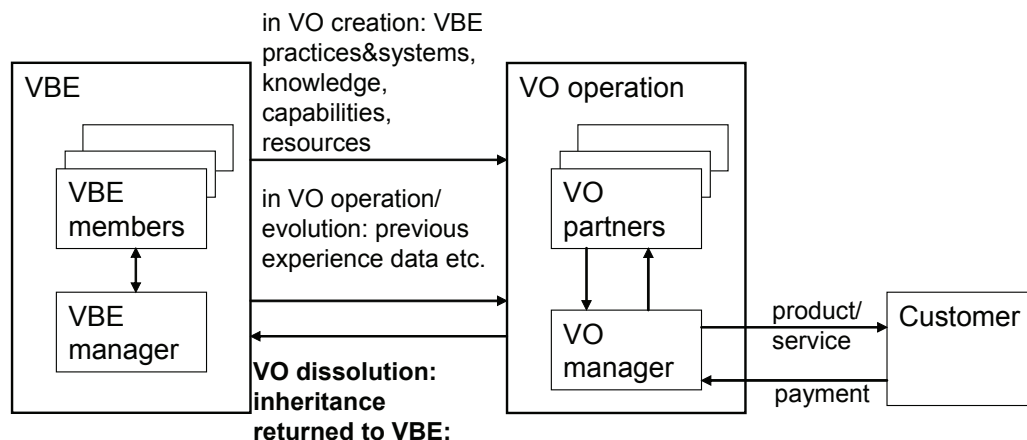 in VO creation: VBE
practices&systems,
knowledge,
capabilities,
resources
VBE
VBE
members
VBE
manager
in VO operation/
evolution: previous
experience data etc.
VO dissolution:
inheritance
returned to VBE:
VO operation
VO
partners
VO
manager
product/
service
payment
Customer